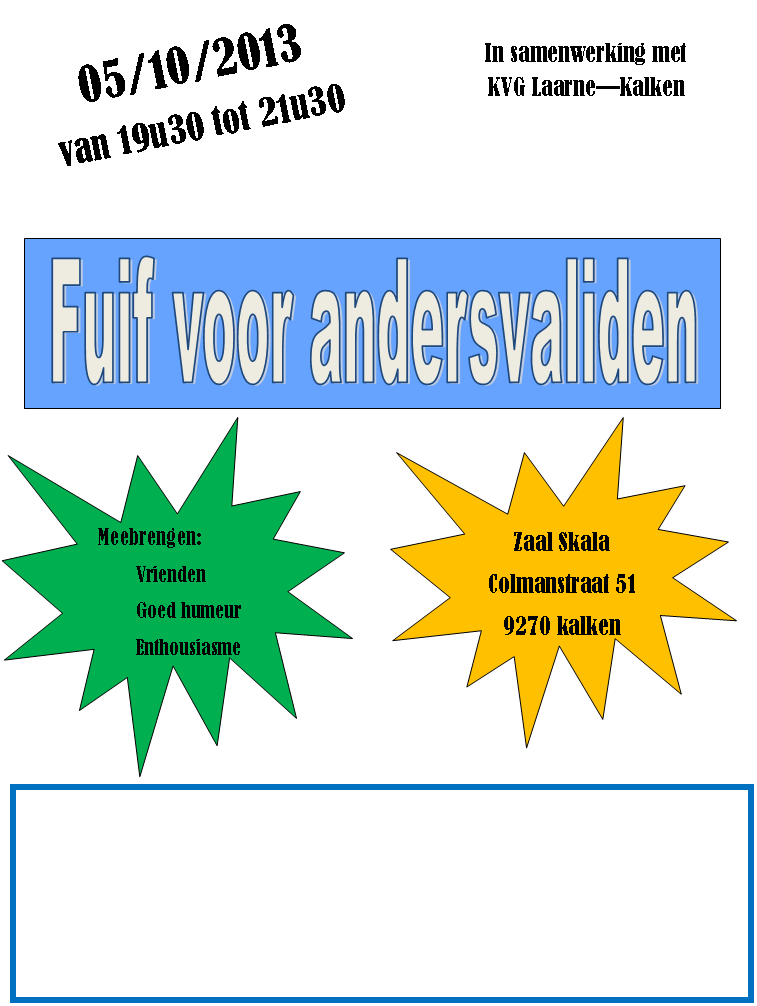 05/10/2013
van 19u30 tot 21u30
In samenwerking met
KVG Laarne—Kalken
Fuif voor andersvaliden
Meebrengen:
Vrienden
Goed humeur
Enthousiasme
Zaal Skala
Colmanstraat 51
9270 kalken